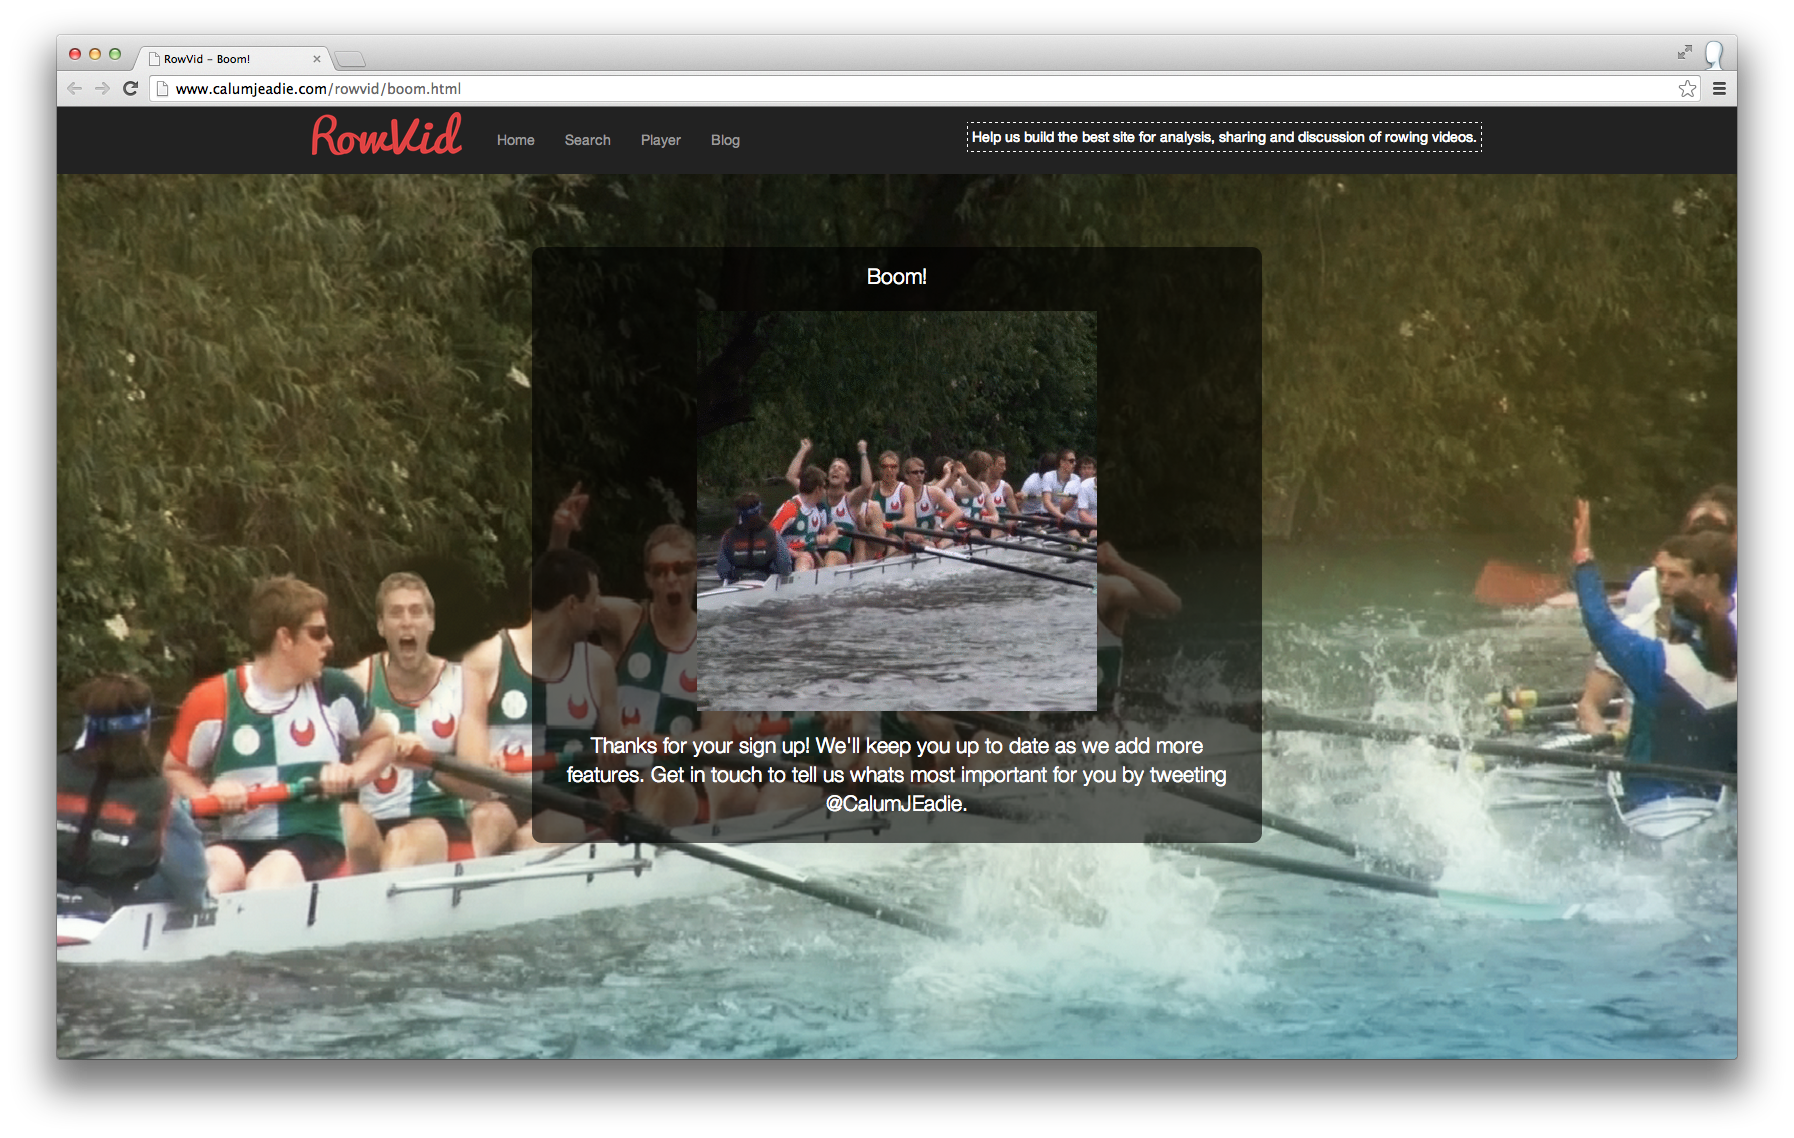 RowVid – Boom!
www.calumjeadie.com/rowvid/boom.html
RowVid
Home Search Player Blog
Help us build the best site for analysis, sharing and discussion of rowing videos.
Boom!
Thanks for your sign up! We'll keep you up to date as we add more
features. Get in touch to tell us whats most important for you by tweeting
@CalumJEadie.